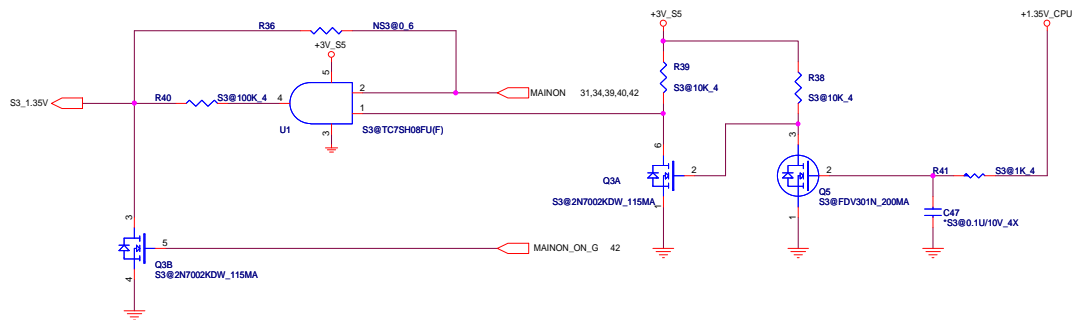 +3V_S5
+1.35V_CPU
R36
NS3@0_6
+3V_S5
5
R39
S3@10K_4
R38
S3@10K_4
S3_1.35V
R40
S3@100K_4
4
2
1
MAINON
31,34,39,40,42
U1
3
S3@TC7SH08FU(F)
6
2
1
Q3A
S3@2N7002KDW_115MA
3
2
1
Q5
S3@FDV301N_200MA
R41
S3@1K_4
C47
*S3@0.1U/10V_4X
3
5
4
MAINON_ON_G
42
Q3B
S3@2N7002KDW_115MA